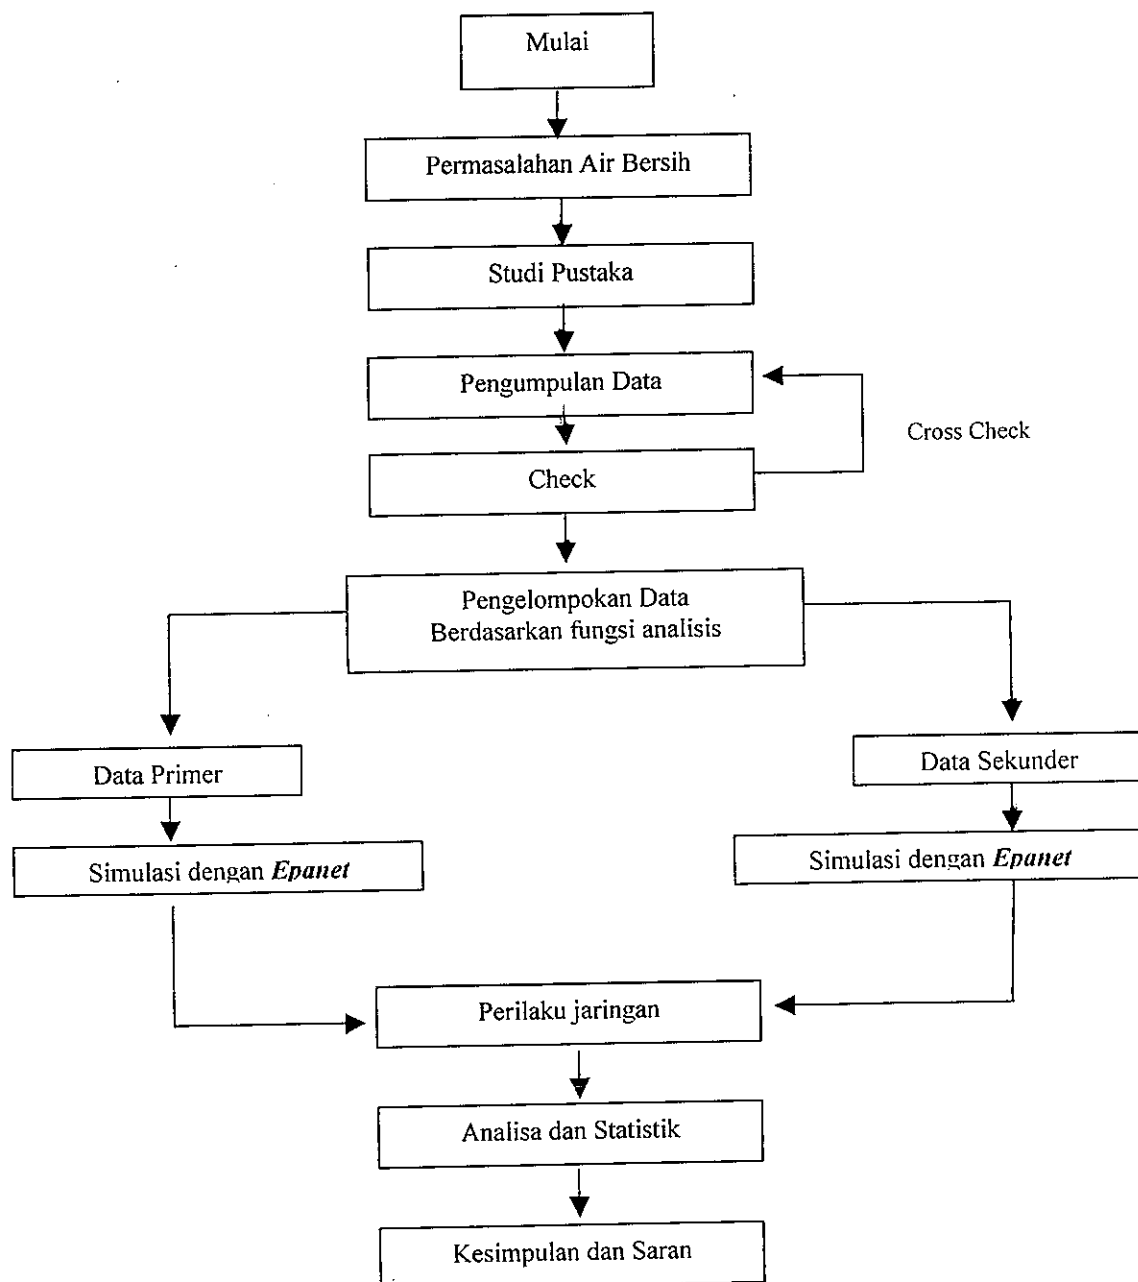 Mulai
Permasalahan Air Bersih
Studi Pustaka
Pengumpulan Data
Cross Check
Check
Pengelompokan Data
Berdasarkan fungsi analisis
Data Primer
Data Sekunder
Simulasi dengan Epanet
Simulasi dengan Epanet
Perilaku jaringan
Analisa dan Statistik
Kesimpulan dan Saran